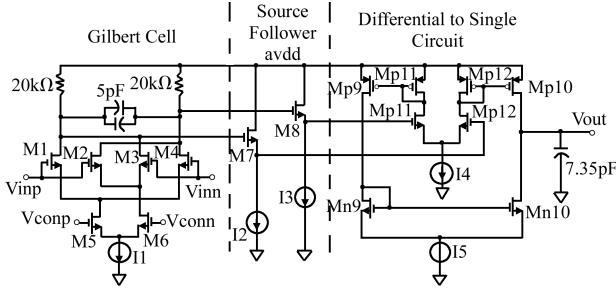 Gilbert Cell
Source
Follower
avdd
Differential to Single
Circuit
20kΩ
5pF
20kΩ
Mp9
Mp11
Mp12
Mp10
M8
Mp11
Mp12
Vout
M1
M2
M3
M4
M7
Vinp
Vinn
I4
7.35pF
Vconp
Vconn
M5
M6
I3
I2
Mn9
Mn10
I1
I5